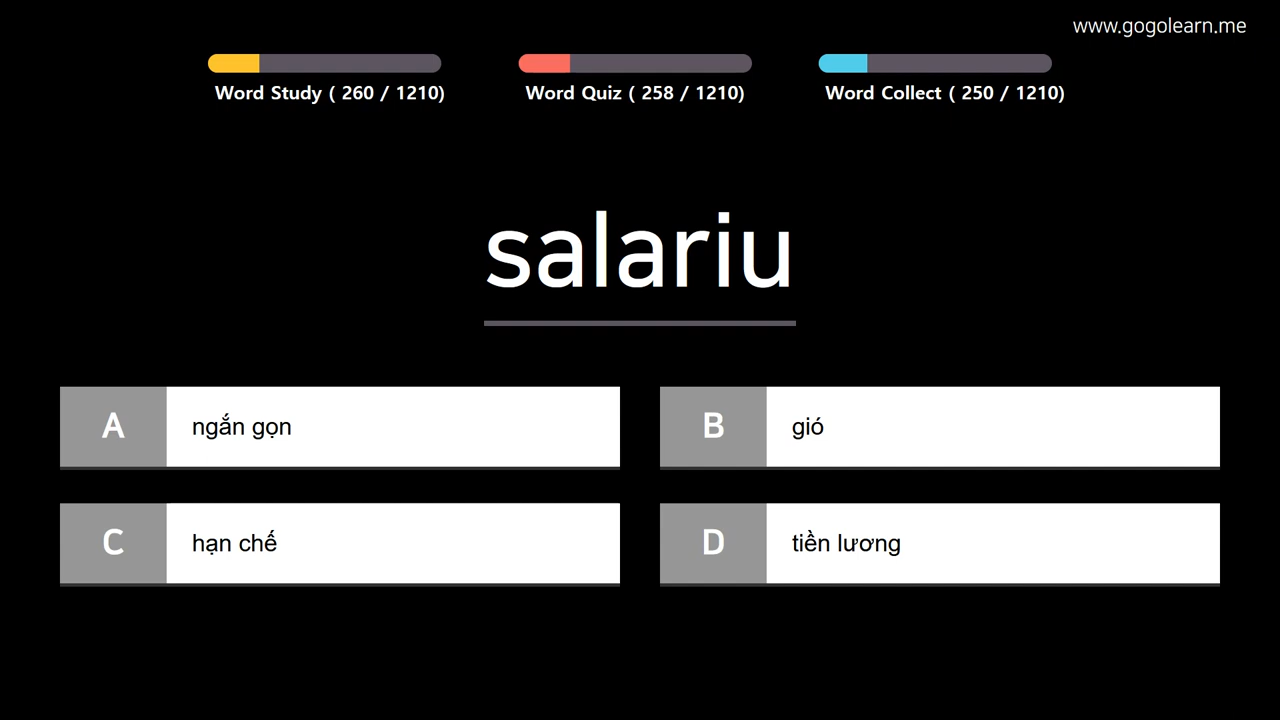 www.gogolearn.me
Word Study ( 260 / 1210)
Word Quiz ( 258 / 1210)
Word Collect ( 250 / 1210)
salariu
A ngắn gọn
B gió
C hạn chế
D tiền lương